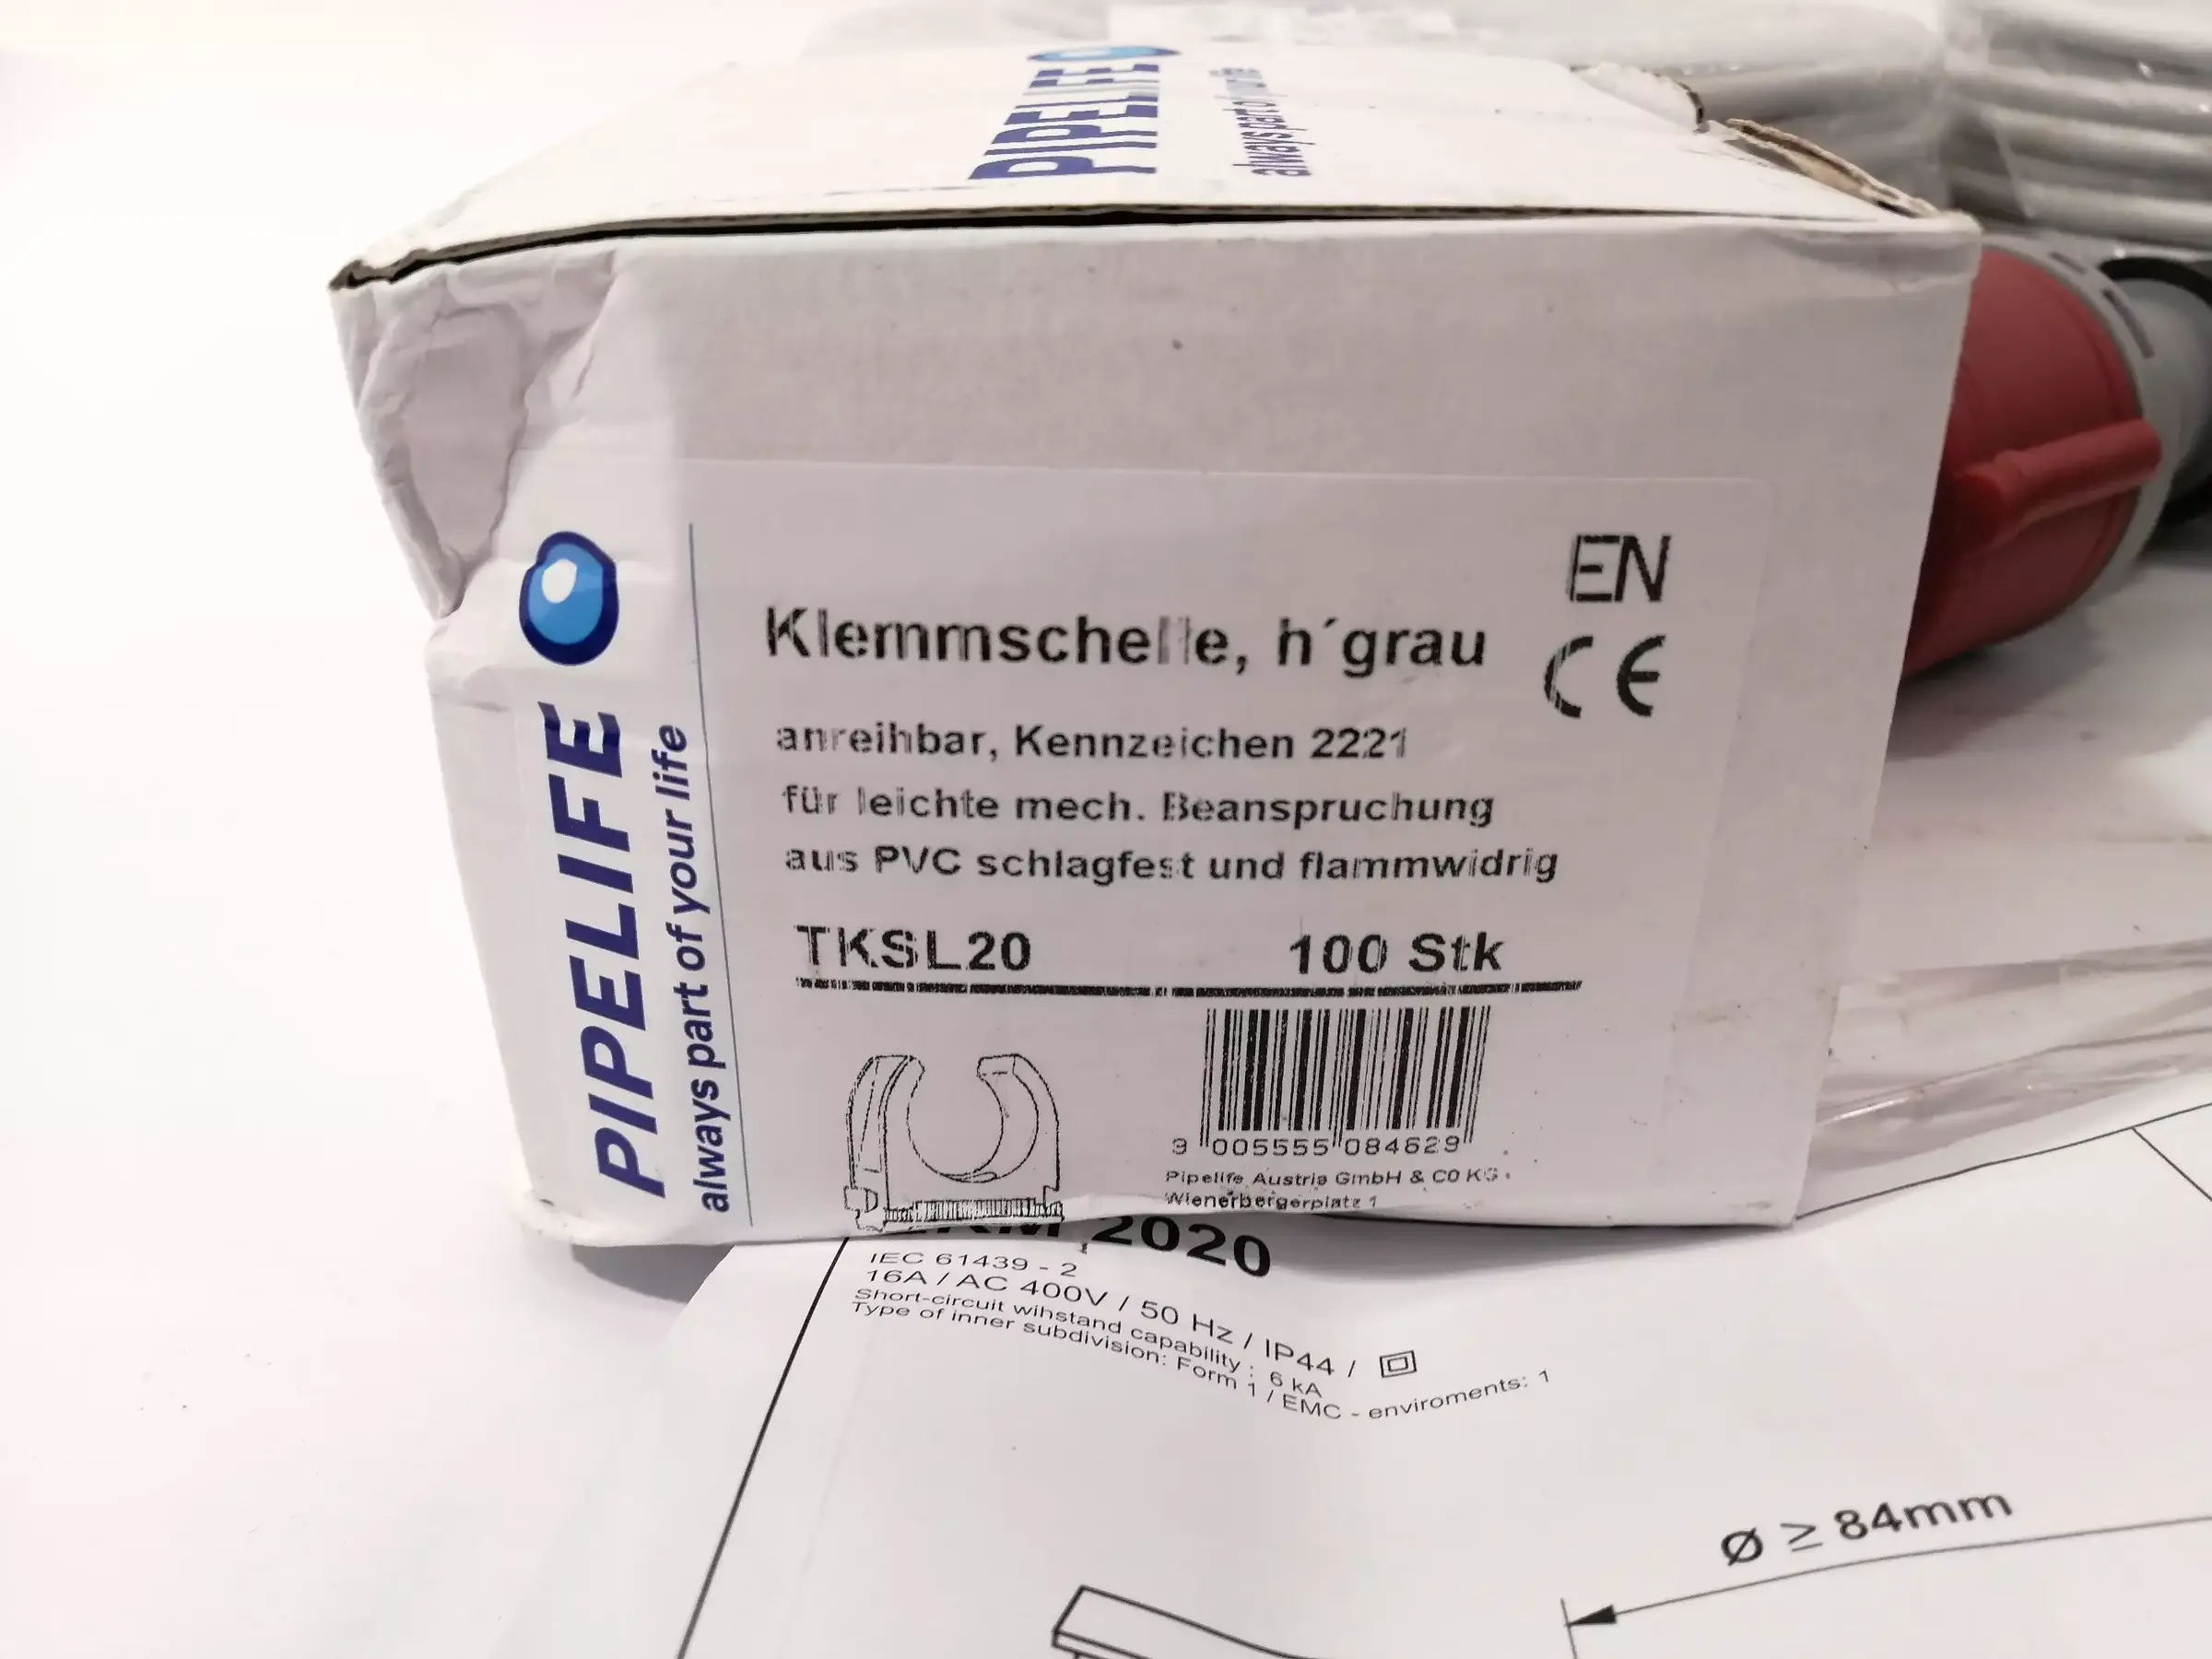 PIPELIFE
always part of your life
PIPELIFE
always part of your life
EN
CE
Klemmschelle, h´grau
anreihbar, Kennzeichen 2221
für leichte mech. Beanspruchung
aus PVC schlagfest und flammwidrig
TKSL20 100 Stk
9 005555 084629
Pipelife Austria GmbH & CO KG
Wienerbergerplatz 1
2020
IEC 61439 - 2
16A / AC 400V / 50 Hz / IP44 /
Short-circuit wihstand capability : 6 kA
Type of inner subdivision: Form 1 / EMC - enviroments: 1
Ø ≥ 84mm